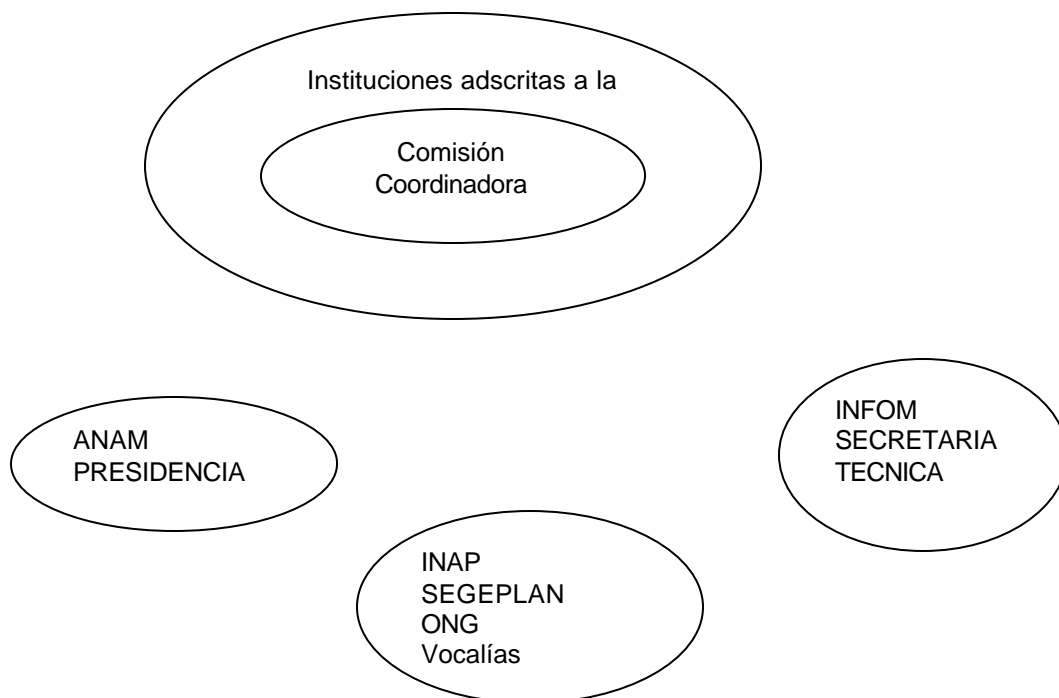 Instituciones adscritas a la
Comisión
Coordinadora
ANAM
PRESIDENCIA
INFOM
SECRETARIA
TECNICA
INAP
SEGEPLAN
ONG
Vocalías